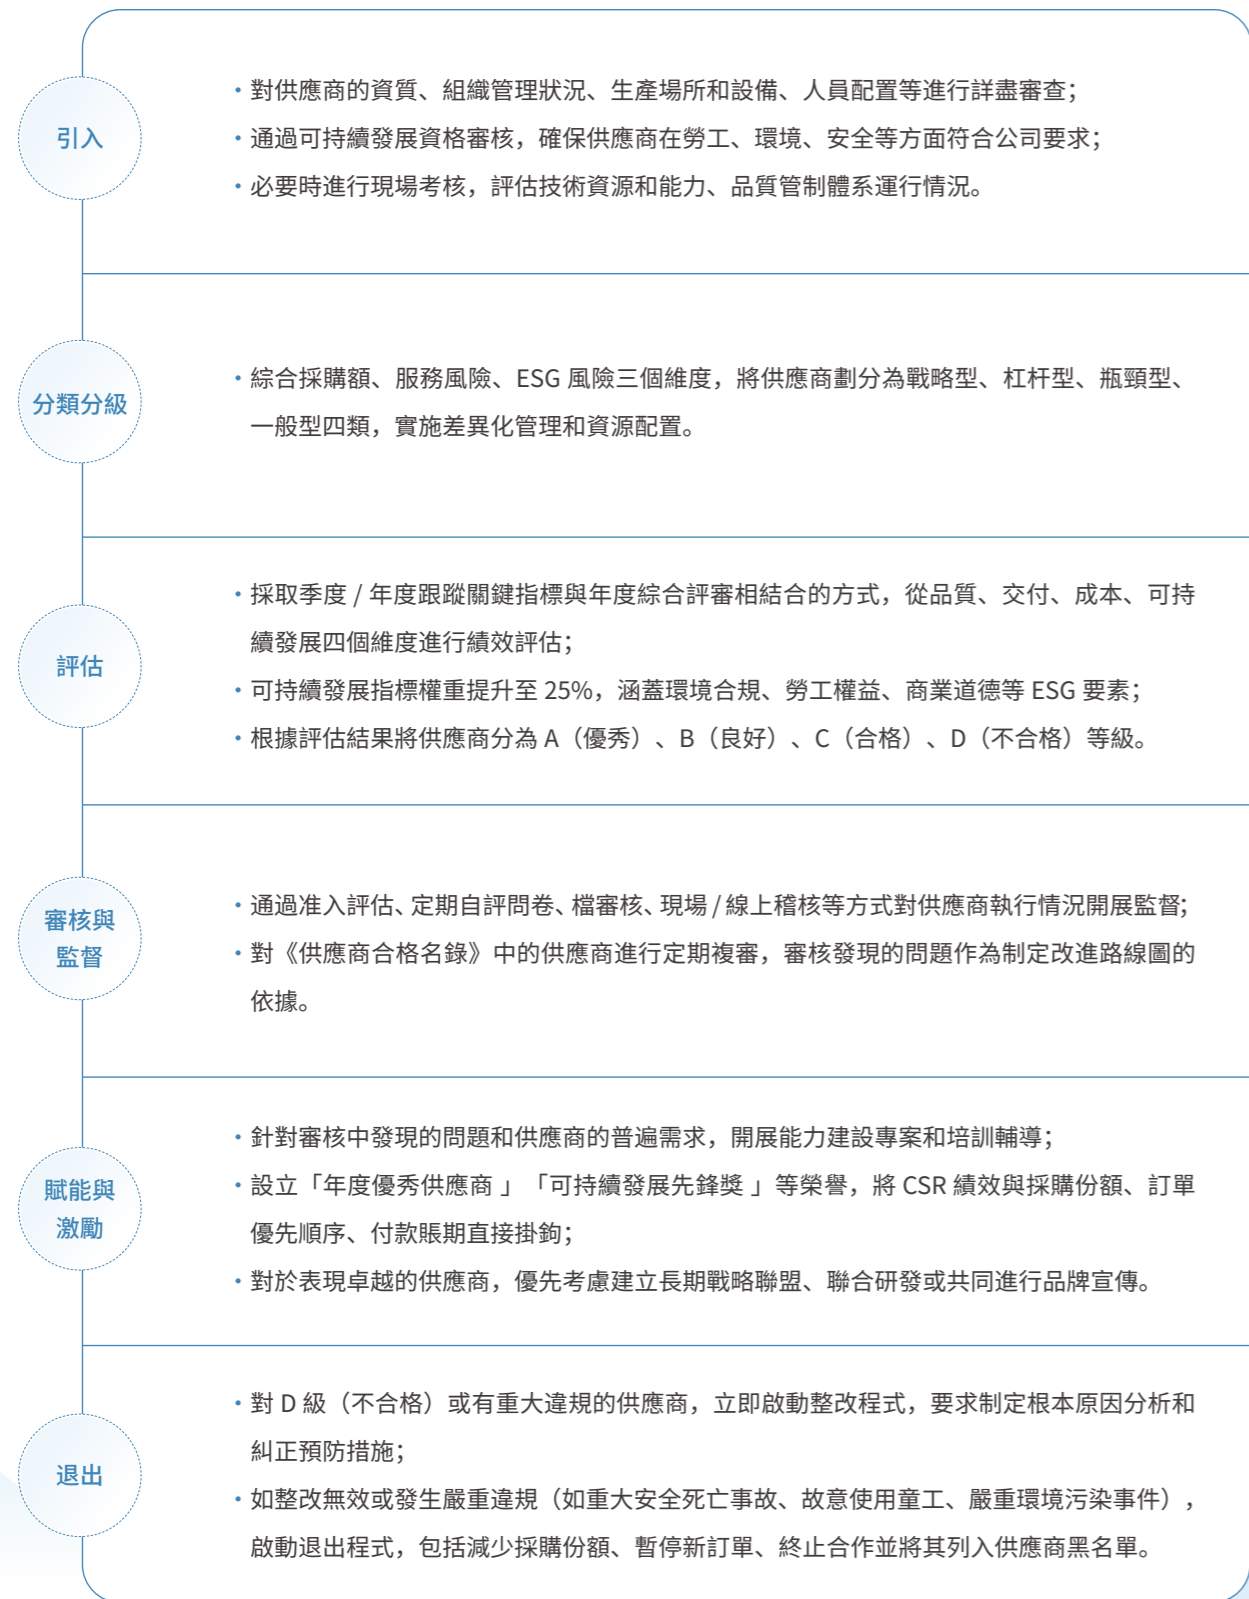 引入
・對供應商的資質、組織管理狀況、生產場所和設備、人員配置等進行詳盡審查；
・通過可持續發展資格審核，確保供應商在勞工、環境、安全等方面符合公司要求；
・必要時進行現場考核，評估技術資源和能力、品質管制體系運行情況。
分類分級
・綜合採購額、服務風險、ESG 風險三個維度，將供應商劃分為戰略型、杠杆型、瓶頸型、
一般型四類，實施差異化管理和資源配置。
評估
・採取季度 / 年度跟蹤關鍵指標與年度綜合評審相結合的方式，從品質、交付、成本、可持
續發展四個維度進行績效評估；
・可持續發展指標權重提升至 25%，涵蓋環境合規、勞工權益、商業道德等 ESG 要素；
・根據評估結果將供應商分為 A（優秀）、B（良好）、C（合格）、D（不合格）等級。
審核與
監督
・通過准入評估、定期自評問卷、檔審核、現場 / 線上稽核等方式對供應商執行情況開展監督；
・對《供應商合格名錄》中的供應商進行定期複審，審核發現的問題作為制定改進路線圖的
依據。
賦能與
激勵
・針對審核中發現的問題和供應商的普遍需求，開展能力建設專案和培訓輔導；
・設立「年度優秀供應商 」「可持續發展先鋒獎 」等榮譽，將 CSR 績效與採購份額、訂單
優先順序、付款賬期直接掛鉤；
・對於表現卓越的供應商，優先考慮建立長期戰略聯盟、聯合研發或共同進行品牌宣傳。
退出
・對 D 級（不合格）或有重大違規的供應商，立即啟動整改程式，要求制定根本原因分析和
糾正預防措施；
・如整改無效或發生嚴重違規（如重大安全死亡事故、故意使用童工、嚴重環境污染事件），
啟動退出程式，包括減少採購份額、暫停新訂單、終止合作並將其列入供應商黑名單。